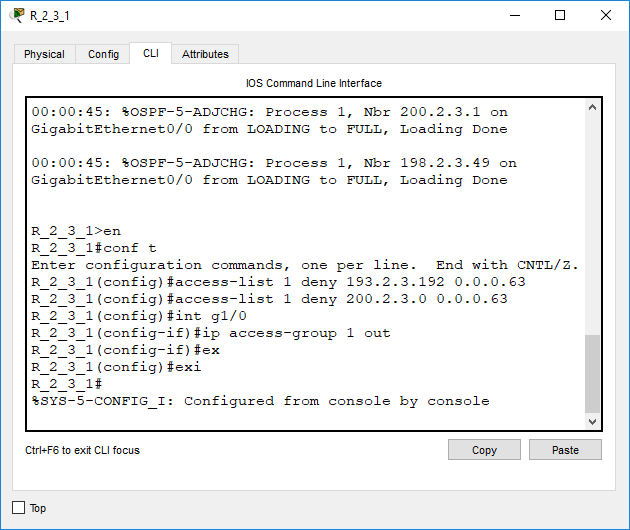 R_2_3_1
Physical Config CLI Attributes
IOS Command Line Interface
00:00:45: %OSPF-5-ADJCHG: Process 1, Nbr 200.2.3.1 on
GigabitEthernet0/0 from LOADING to FULL, Loading Done
00:00:45: %OSPF-5-ADJCHG: Process 1, Nbr 198.2.3.49 on
GigabitEthernet0/0 from LOADING to FULL, Loading Done
R_2_3_1>en
R_2_3_1#conf t
Enter configuration commands, one per line.  End with CNTL/Z.
R_2_3_1(config)#access-list 1 deny 193.2.3.192 0.0.0.63
R_2_3_1(config)#access-list 1 deny 200.2.3.0 0.0.0.63
R_2_3_1(config)#int g1/0
R_2_3_1(config-if)#ip access-group 1 out
R_2_3_1(config-if)#ex
R_2_3_1(config)#exi
R_2_3_1#
%SYS-5-CONFIG_I: Configured from console by console
Ctrl+F6 to exit CLI focus
Copy Paste
Top